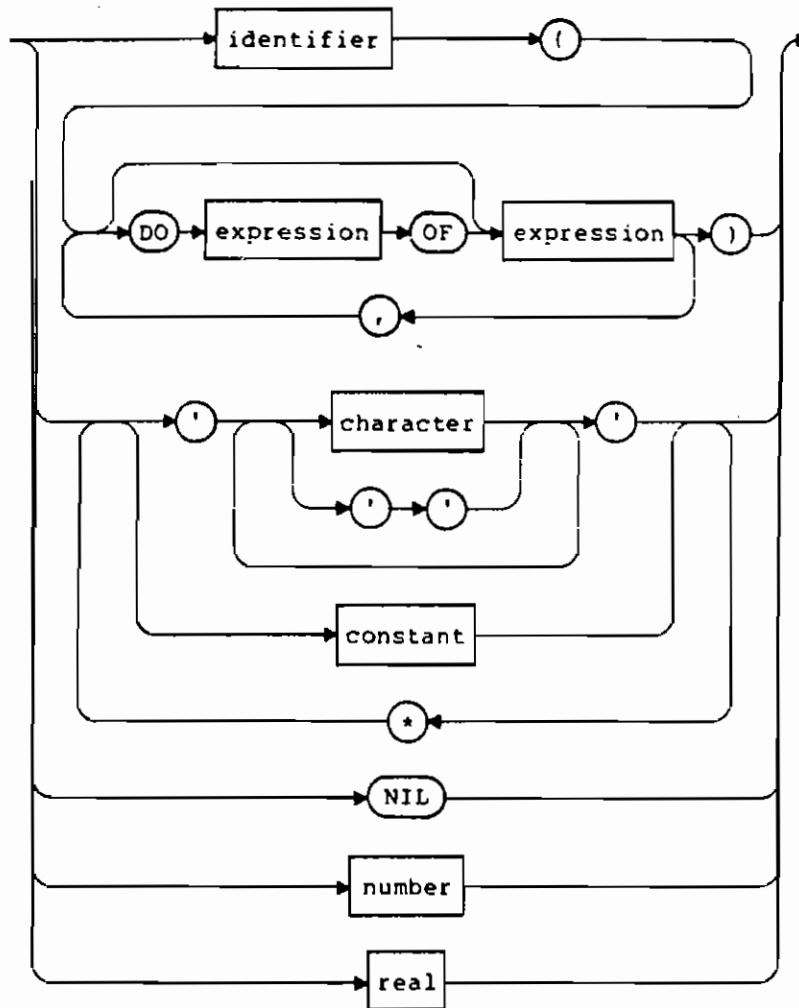 identifier (
DO expression OF expression )
,
' character '
' '
constant
*
NIL
number
real